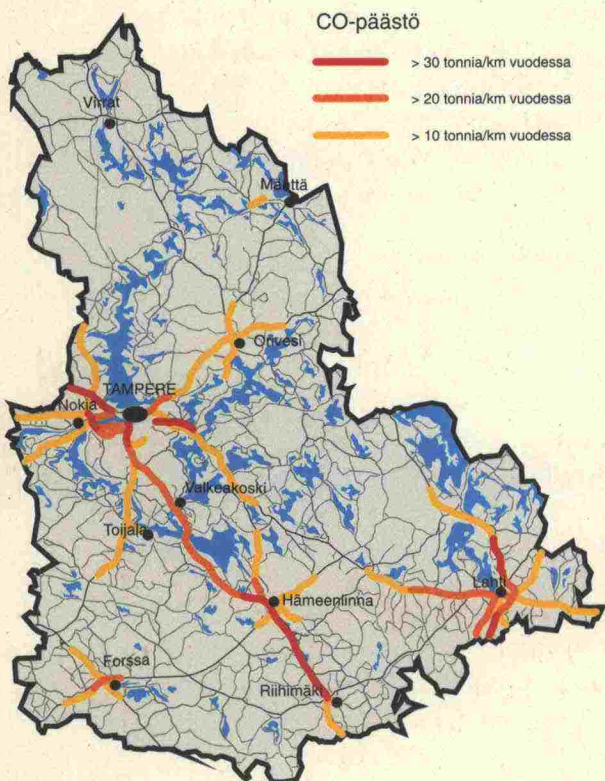 CO-päästö
> 30 tonnia/km vuodessa
> 20 tonnia/km vuodessa
> 10 tonnia/km vuodessa
Virrat
Mänttä
Orivesi
TAMPERE
Nokia
Valkeakoski
Toijala
Lahti
Hämeenlinna
Forssa
Riihimäki